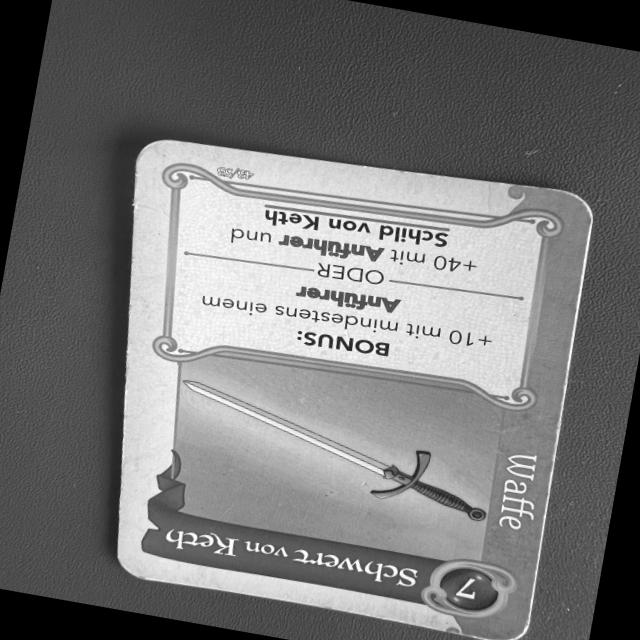 7
Schwert von Keth
Waffe
BONUS:
+10 mit mindestens einem
Anführer
ODER
+40 mit Anführer und
Schild von Keth